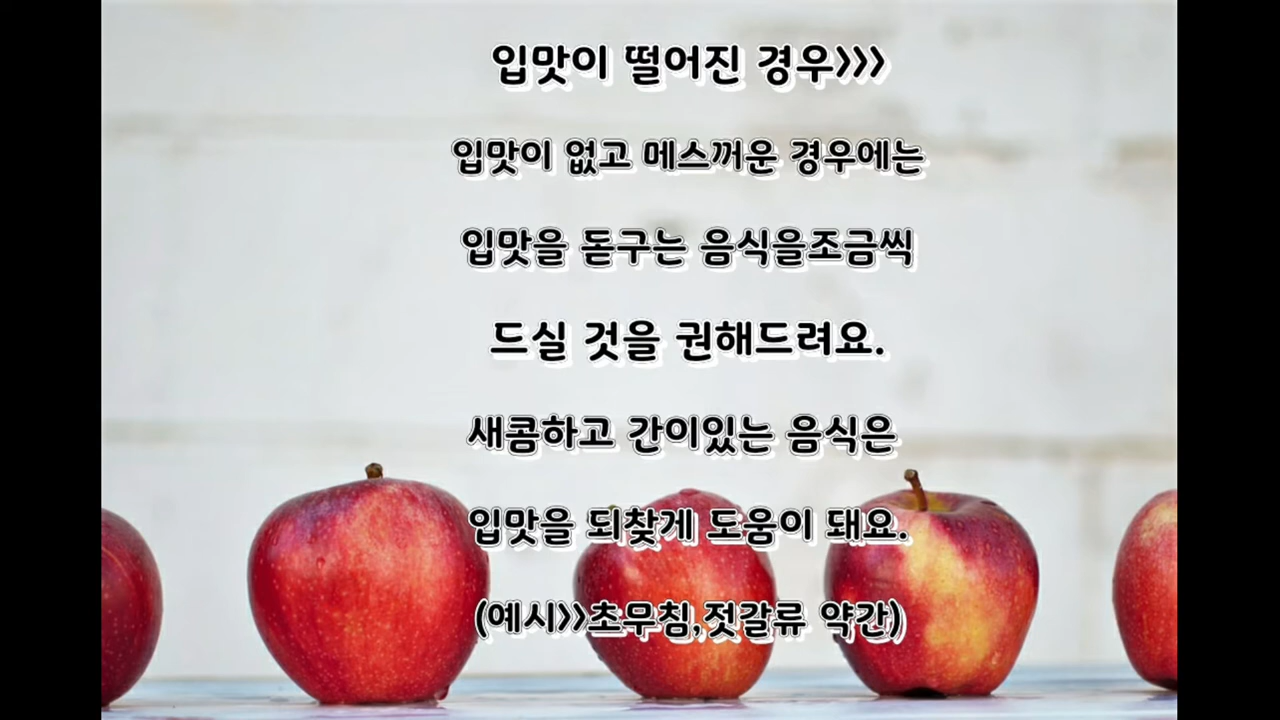 입맛이 떨어진 경우>>>
입맛이 없고 메스꺼운 경우에는
입맛을 돋구는 음식을조금씩
드실 것을 권해드려요.
새콤하고 간이있는 음식은
입맛을 되찾게 도움이 돼요.
(예시>>초무침,젓갈류 약간)